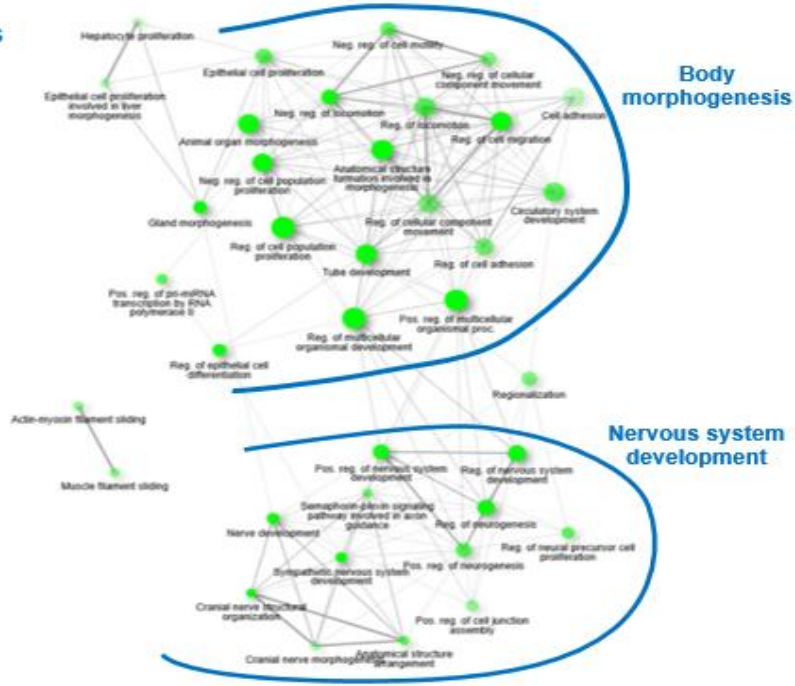 s
Hepatocyte proliferation
Neg. reg. of cell motility
Epithelial cell proliferation
Neg. reg. of cellular
component movement
Body
morphogenesis
Epithelial cell proliferation
involved in liver
morphogenesis
Neg. reg. of locomotion
Reg. of locomotion
Cell adhesion
Reg. of cell migration
Animal organ morphogenesis
Anatomical structure
formation involved in
morphogenesis
Neg. reg. of cell population
proliferation
Gland morphogenesis
Reg. of cellular component
movement
Circulatory system
development
Reg. of cell population
proliferation
Reg. of cell adhesion
Tube development
Pos. reg. of pri-miRNA
transcription by RNA
polymerase II
Reg. of multicellular
organismal development
Pos. reg. of multicellular
organismal proc.
Reg. of epithelial cell
differentiation
Regionalization
Actin-myosin filament sliding
Muscle filament sliding
Nervous system
development
Pos. reg. of nervous system
development
Reg. of nervous system
development
Semaphorin-plexin signaling
pathway involved in axon
guidance
Reg. of neurogenesis
Nerve development
Reg. of neural precursor cell
proliferation
Sympathetic nervous system
development
Pos. reg. of neurogenesis
Cranial nerve structural
organization
Pos. reg. of cell junction
assembly
Cranial nerve morphogenesis
Anatomical structure
arrangement